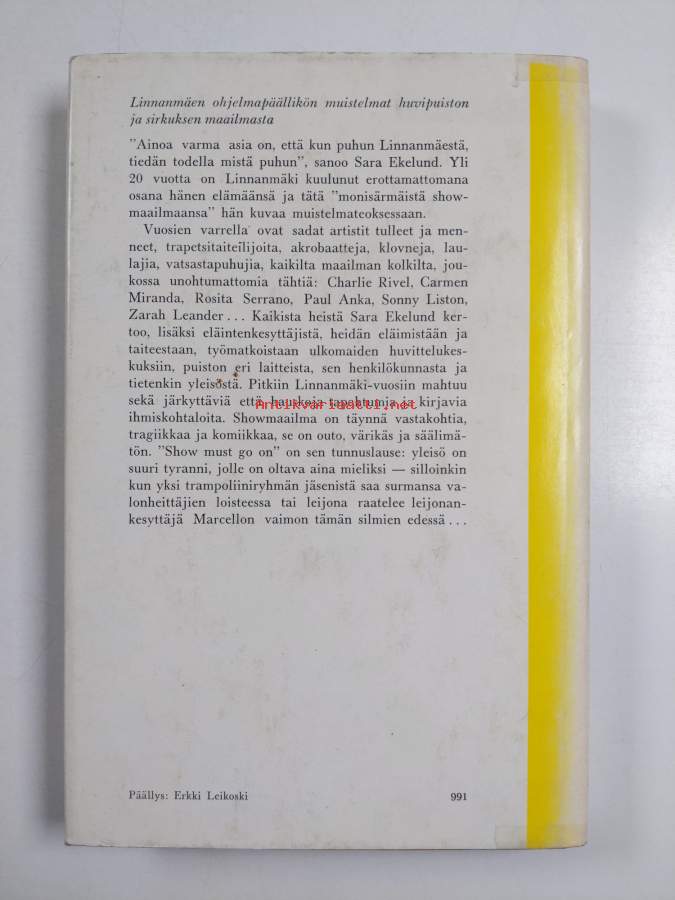 Linnanmäen ohjelmapäällikön muistelmat huvipuiston
ja sirkuksen maailmasta
"Ainoa varma asia on, että kun puhun Linnanmäestä,
tiedän todella mistä puhun", sanoo Sara Ekelund. Yli
20 vuotta on Linnanmäki kuulunut erottamattomana
osana hänen elämäänsä ja tätä "monisärmäistä show-
maailmaansa" hän kuvaa muistelmateoksessaan.
Vuosien varrella ovat sadat artistit tulleet ja men-
neet, trapetsitaiteilijoita, akrobaatteja, klovneja, lau-
lajia, vatsastapuhujia, kaikilta maailman kolkilta, jou-
kossa unohtumattomia tähtiä: Charlie Rivel, Carmen
Miranda, Rosita Serrano, Paul Anka, Sonny Liston,
Zarah Leander... Kaikista heistä Sara Ekelund ker-
too, lisäksi eläintenkesyttäjistä, heidän eläimistään ja
taiteestaan, työmatkoistaan ulkomaiden huvittelukes-
kuksiin, puiston eri laitteista, sen henkilökunnasta ja
tietenkin yleisöstä. Pitkiin Linnanmäki-vuosiin mahtuu
sekä järkyttäviä että hauskoja tapahtumia ja kirjavia
Antikvariaatti.net
ihmiskohtaloita. Showmaailma on täynnä vastakohtia,
tragiikkaa ja komiikkaa, se on outo, värikäs ja säälimä-
tön. "Show must go on" on sen tunnuslause: yleisö on
suuri tyranni, jolle on oltava aina mieliksi — silloinkin
kun yksi trampoliiniryhmän jäsenistä saa surmansa va-
lonheittäjien loisteessa tai leijona raatelee leijonan-
kesyttäjä Marcellon vaimon tämän silmien edessä...
Päällys: Erkki Leikoski
991